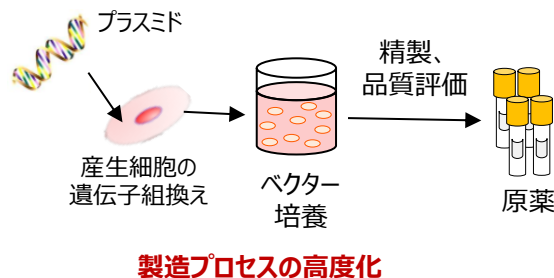 プラスミド
精製、
品質評価
産生細胞の
遺伝子組換え
ベクター
培養
原薬
製造プロセスの高度化